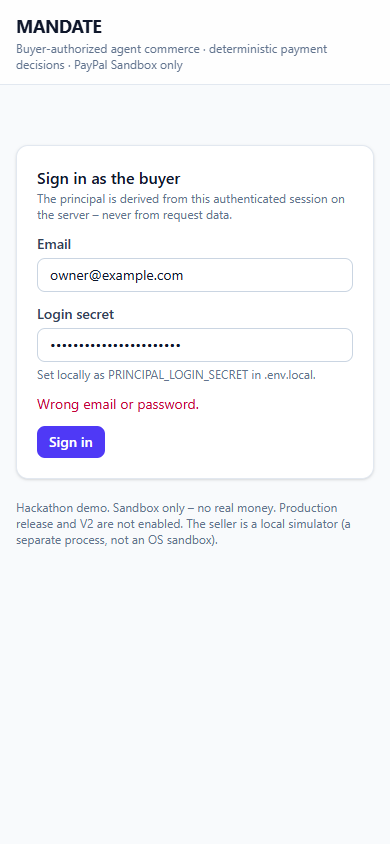 MANDATE
Buyer-authorized agent commerce · deterministic payment
decisions · PayPal Sandbox only
Sign in as the buyer
The principal is derived from this authenticated session on
the server – never from request data.
Email
owner@example.com
Login secret
•••••••••••••••••••••••
Set locally as PRINCIPAL_LOGIN_SECRET in .env.local.
Wrong email or password.
Sign in
Hackathon demo. Sandbox only – no real money. Production
release and V2 are not enabled. The seller is a local simulator (a
separate process, not an OS sandbox).